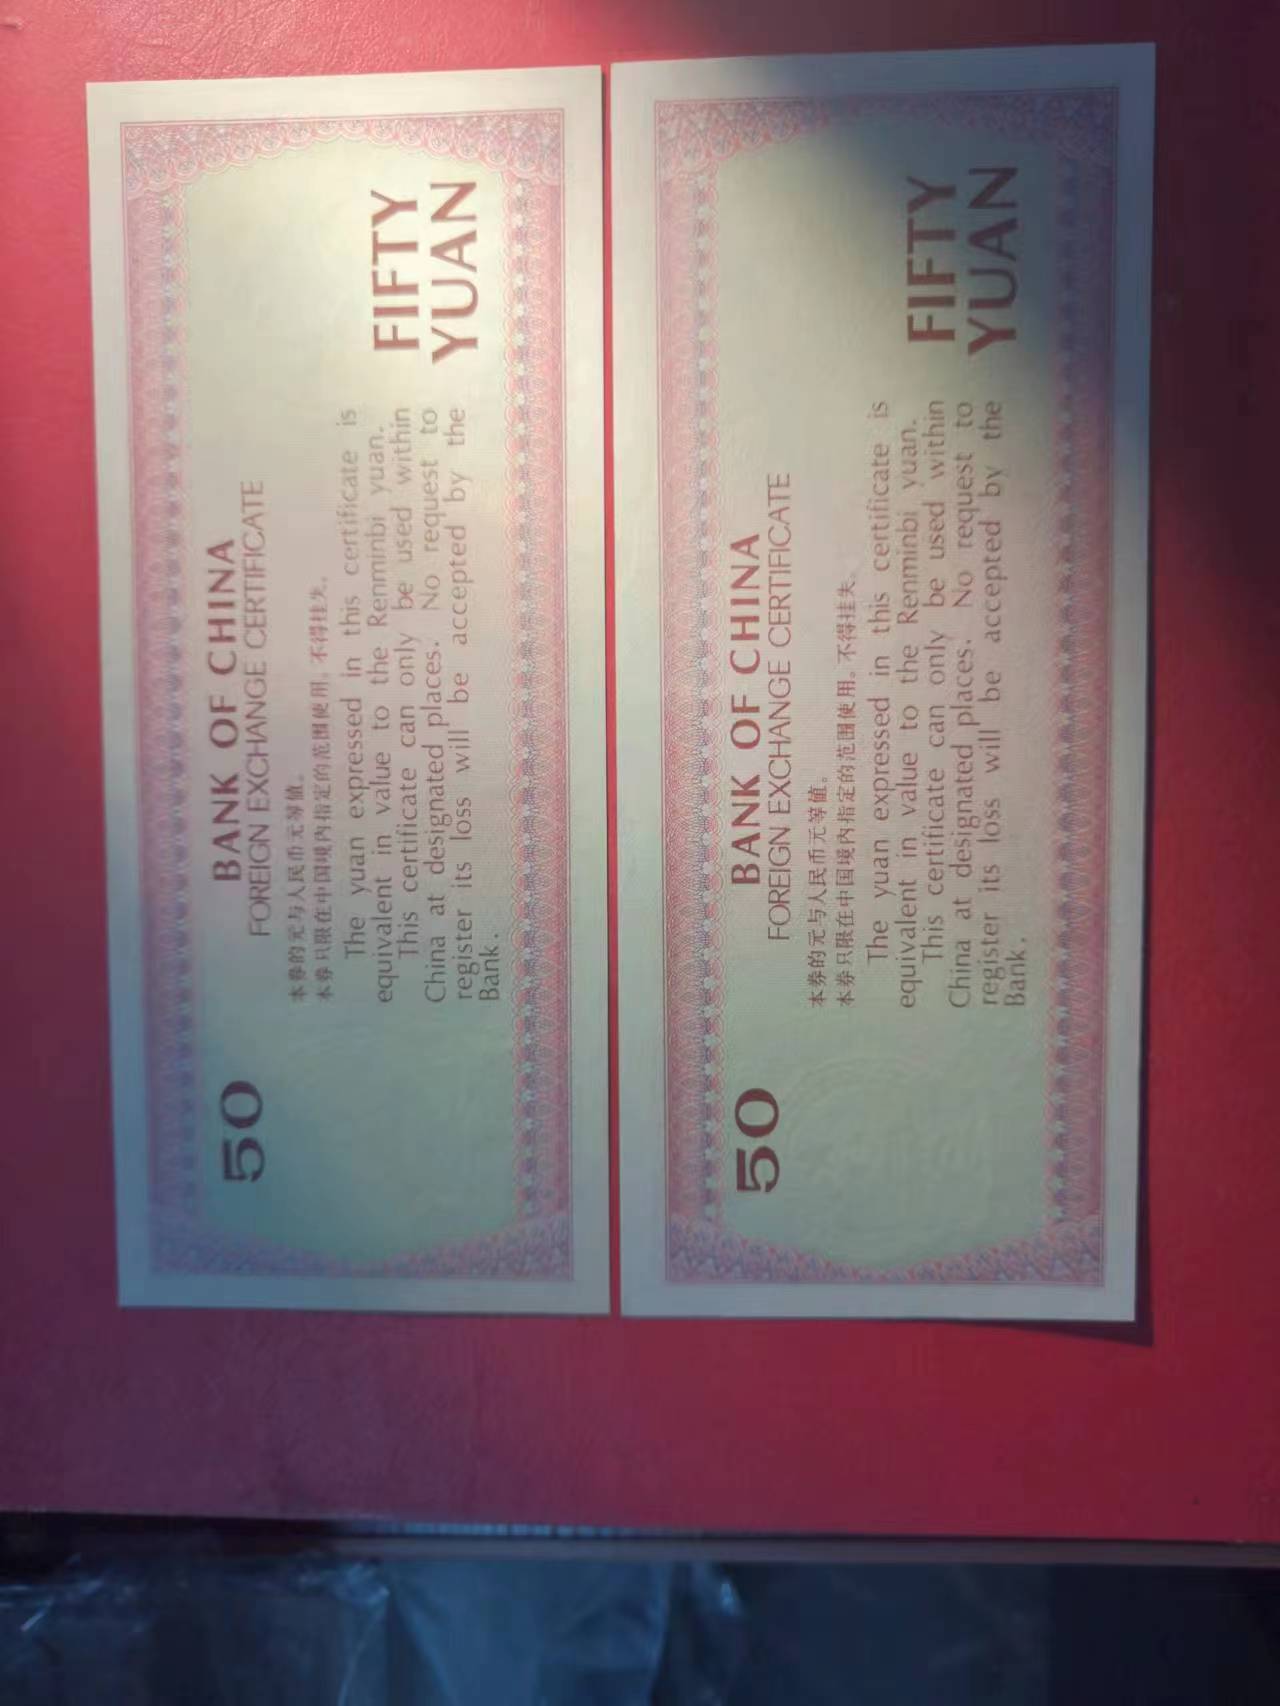 BANK OF CHINA
FOREIGN EXCHANGE CERTIFICATE
50
本券的元与人民币元等值。
本券只限在中国境内指定的范围使用。不得挂失。
The yuan expressed in this certificate is
equivalent in value to the Renminbi yuan.
This certificate can only be used within
China at designated places. No request to
register its loss will be accepted by the
Bank.
FIFTY
YUAN
BANK OF CHINA
FOREIGN EXCHANGE CERTIFICATE
50
本券的元与人民币元等值。
本券只限在中国境内指定的范围使用。不得挂失。
The yuan expressed in this certificate is
equivalent in value to the Renminbi yuan.
This certificate can only be used within
China at designated places. No request to
register its loss will be accepted by the
Bank.
FIFTY
YUAN